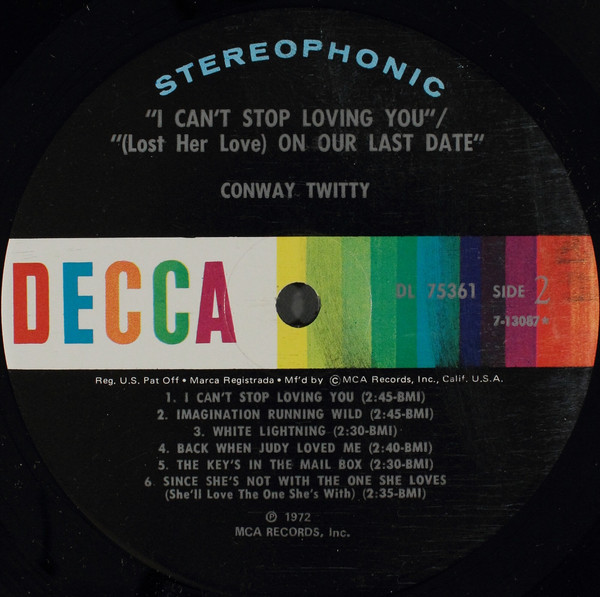 STEREOPHONIC
"I CAN'T STOP LOVING YOU"/
"(Lost Her Love) ON OUR LAST DATE"
CONWAY TWITTY
DECCA
DL 75361 SIDE 2
7-13087★
Reg. U.S. Pat Off • Marca Registrada • Mf'd by ⓒ MCA Records, Inc., Calif. U.S.A.
1. I CAN'T STOP LOVING YOU (2:45-BMI)
2. IMAGINATION RUNNING WILD (2:45-BMI)
3. WHITE LIGHTNING (2:30-BMI)
4. BACK WHEN JUDY LOVED ME (2:40-BMI)
5. THE KEY'S IN THE MAIL BOX (2:30-BMI)
6. SINCE SHE'S NOT WITH THE ONE SHE LOVES
(She'll Love The One She's With) (2:35-BMI)
℗ 1972
MCA RECORDS, Inc.